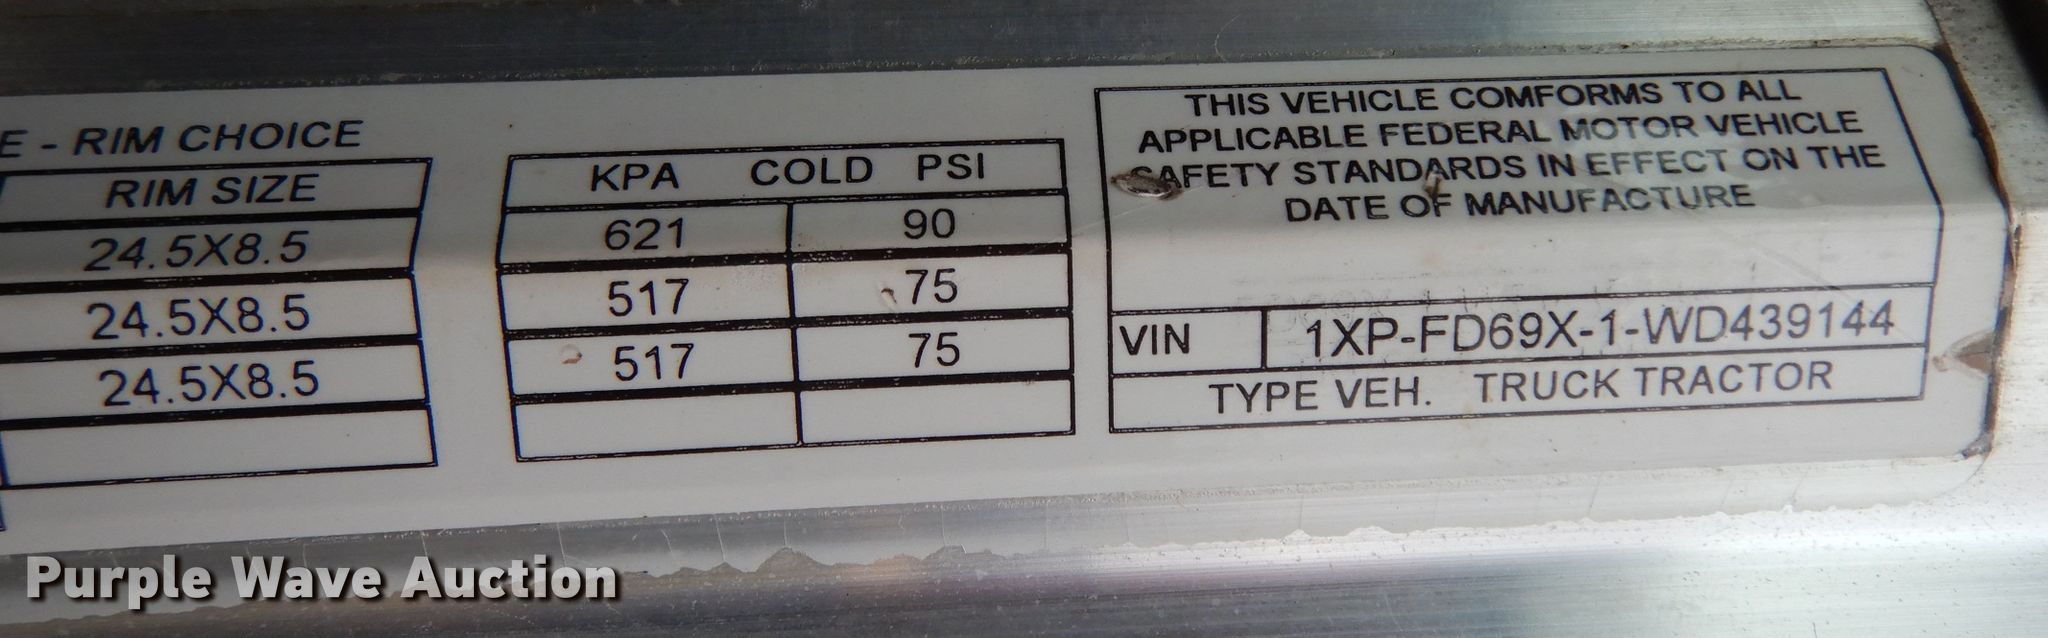 E - RIM CHOICE
RIM SIZE
24.5X8.5
24.5X8.5
24.5X8.5
KPA COLD PSI
621 90
517 75
517 75
THIS VEHICLE COMFORMS TO ALL
APPLICABLE FEDERAL MOTOR VEHICLE
SAFETY STANDARDS IN EFFECT ON THE
DATE OF MANUFACTURE
VIN 1XP-FD69X-1-WD439144
TYPE VEH. TRUCK TRACTOR
Purple Wave Auction